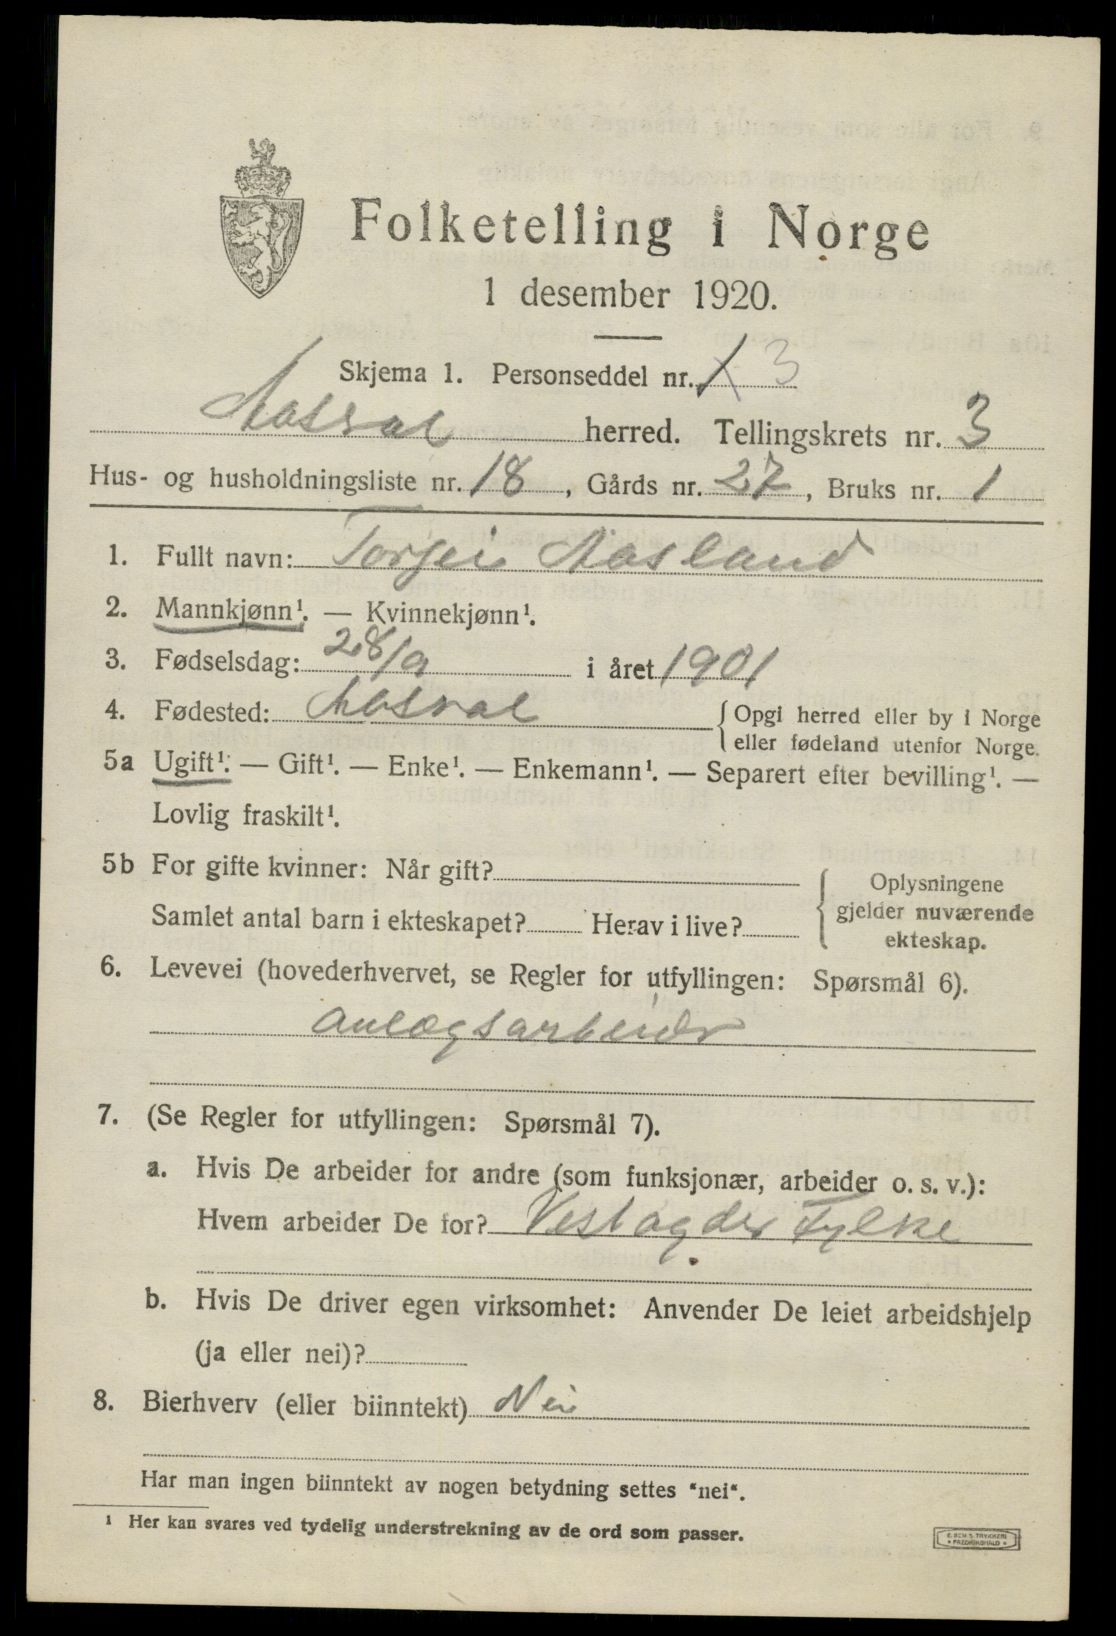 Folketelling i Norge
1 desember 1920.
Skjema 1. Personseddel nr. 1 3
Aaseral herred. Tellingskrets nr. 3
Hus- og husholdningsliste nr. 18, Gårds nr. 27, Bruks nr. 1
1. Fullt navn: Torgeir Aasland
2. Mannkjønn¹. — Kvinnekjønn¹.
3. Fødselsdag: 28/9 i året 1901
4. Fødested: Aaseral {Opgi herred eller by i Norge
eller fødeland utenfor Norge.
5a Ugift¹. — Gift¹. — Enke¹. — Enkemann¹. — Separert efter bevilling¹. —
Lovlig fraskilt¹.
5b For gifte kvinner: Når gift?
Samlet antal barn i ekteskapet? Herav i live?
Oplysningene
gjelder nuværende
ekteskap.
6. Levevei (hovederhvervet, se Regler for utfyllingen: Spørsmål 6).
anlægsarbeider
7. (Se Regler for utfyllingen: Spørsmål 7).
a. Hvis De arbeider for andre (som funksjonær, arbeider o. s. v.):
Hvem arbeider De for? Vestagder Fylke
b. Hvis De driver egen virksomhet: Anvender De leiet arbeidshjelp
(ja eller nei)?
8. Bierhverv (eller biinntekt) Nei
Har man ingen biinntekt av nogen betydning settes "nei".
¹ Her kan svares ved tydelig understrekning av de ord som passer.